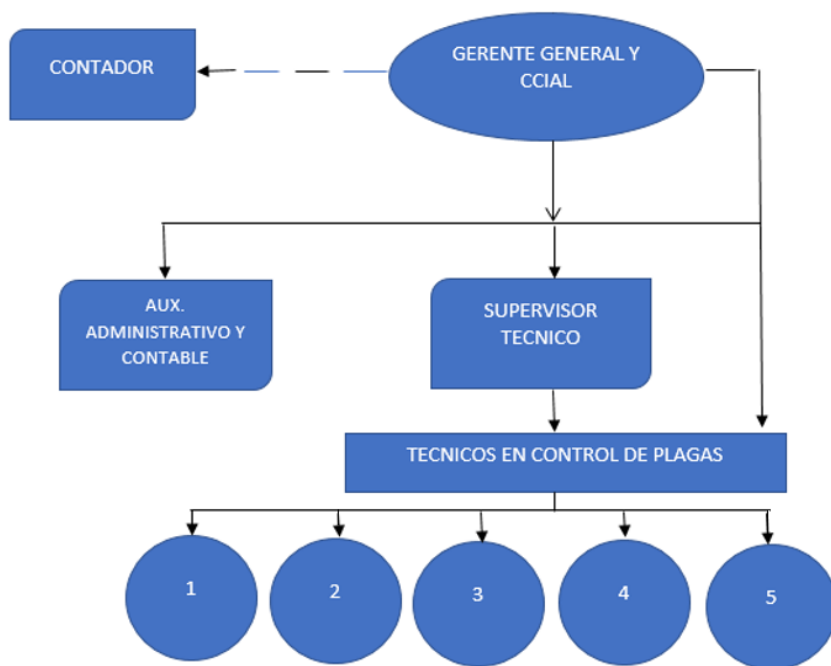 CONTADOR
GERENTE GENERAL Y
CCIAL
AUX.
ADMINISTRATIVO Y
CONTABLE
SUPERVISOR
TECNICO
TECNICOS EN CONTROL DE PLAGAS
1
2
3
4
5